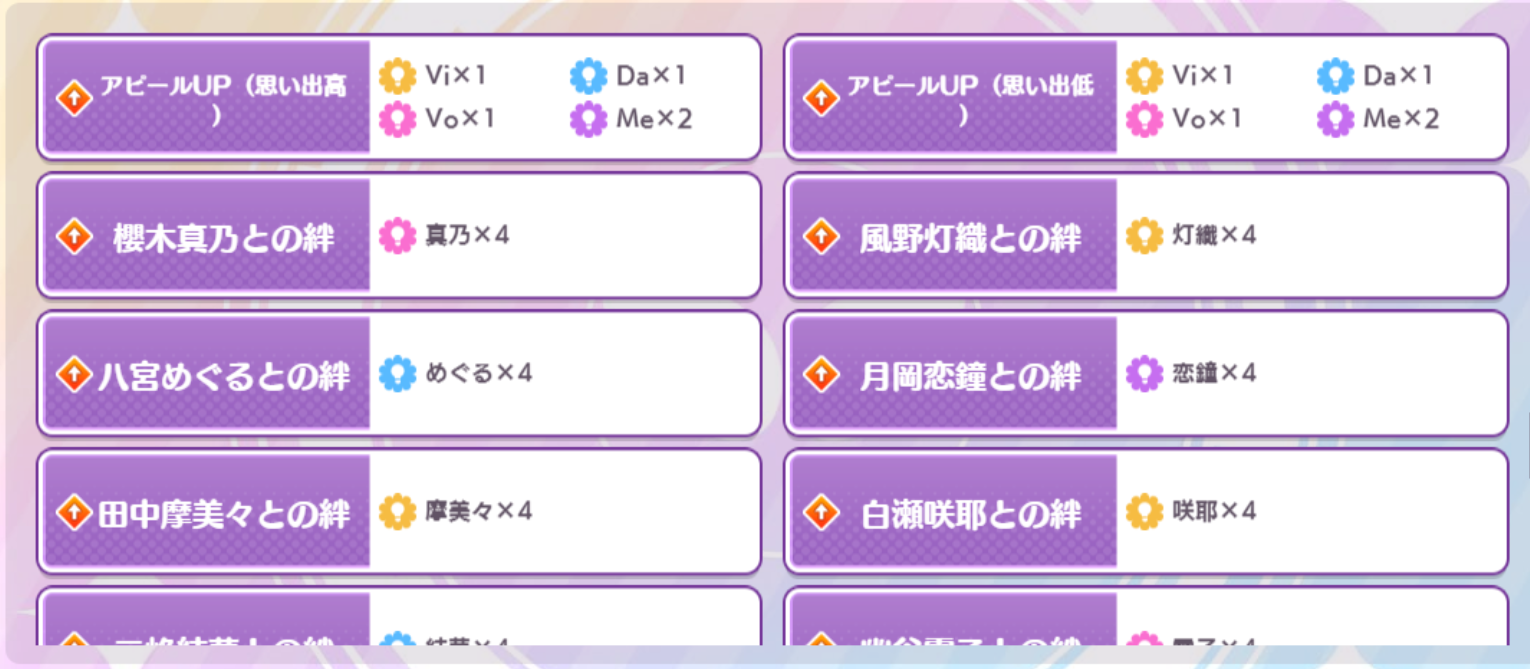 アピールUP（思い出高
）
Vi×1 Da×1
Vo×1 Me×2
アピールUP（思い出低
）
Vi×1 Da×1
Vo×1 Me×2
櫻木真乃との絆
真乃×4
風野灯織との絆
灯織×4
八宮めぐるとの絆
めぐる×4
月岡恋鐘との絆
恋鐘×4
田中摩美々との絆
摩美々×4
白瀬咲耶との絆
咲耶×4